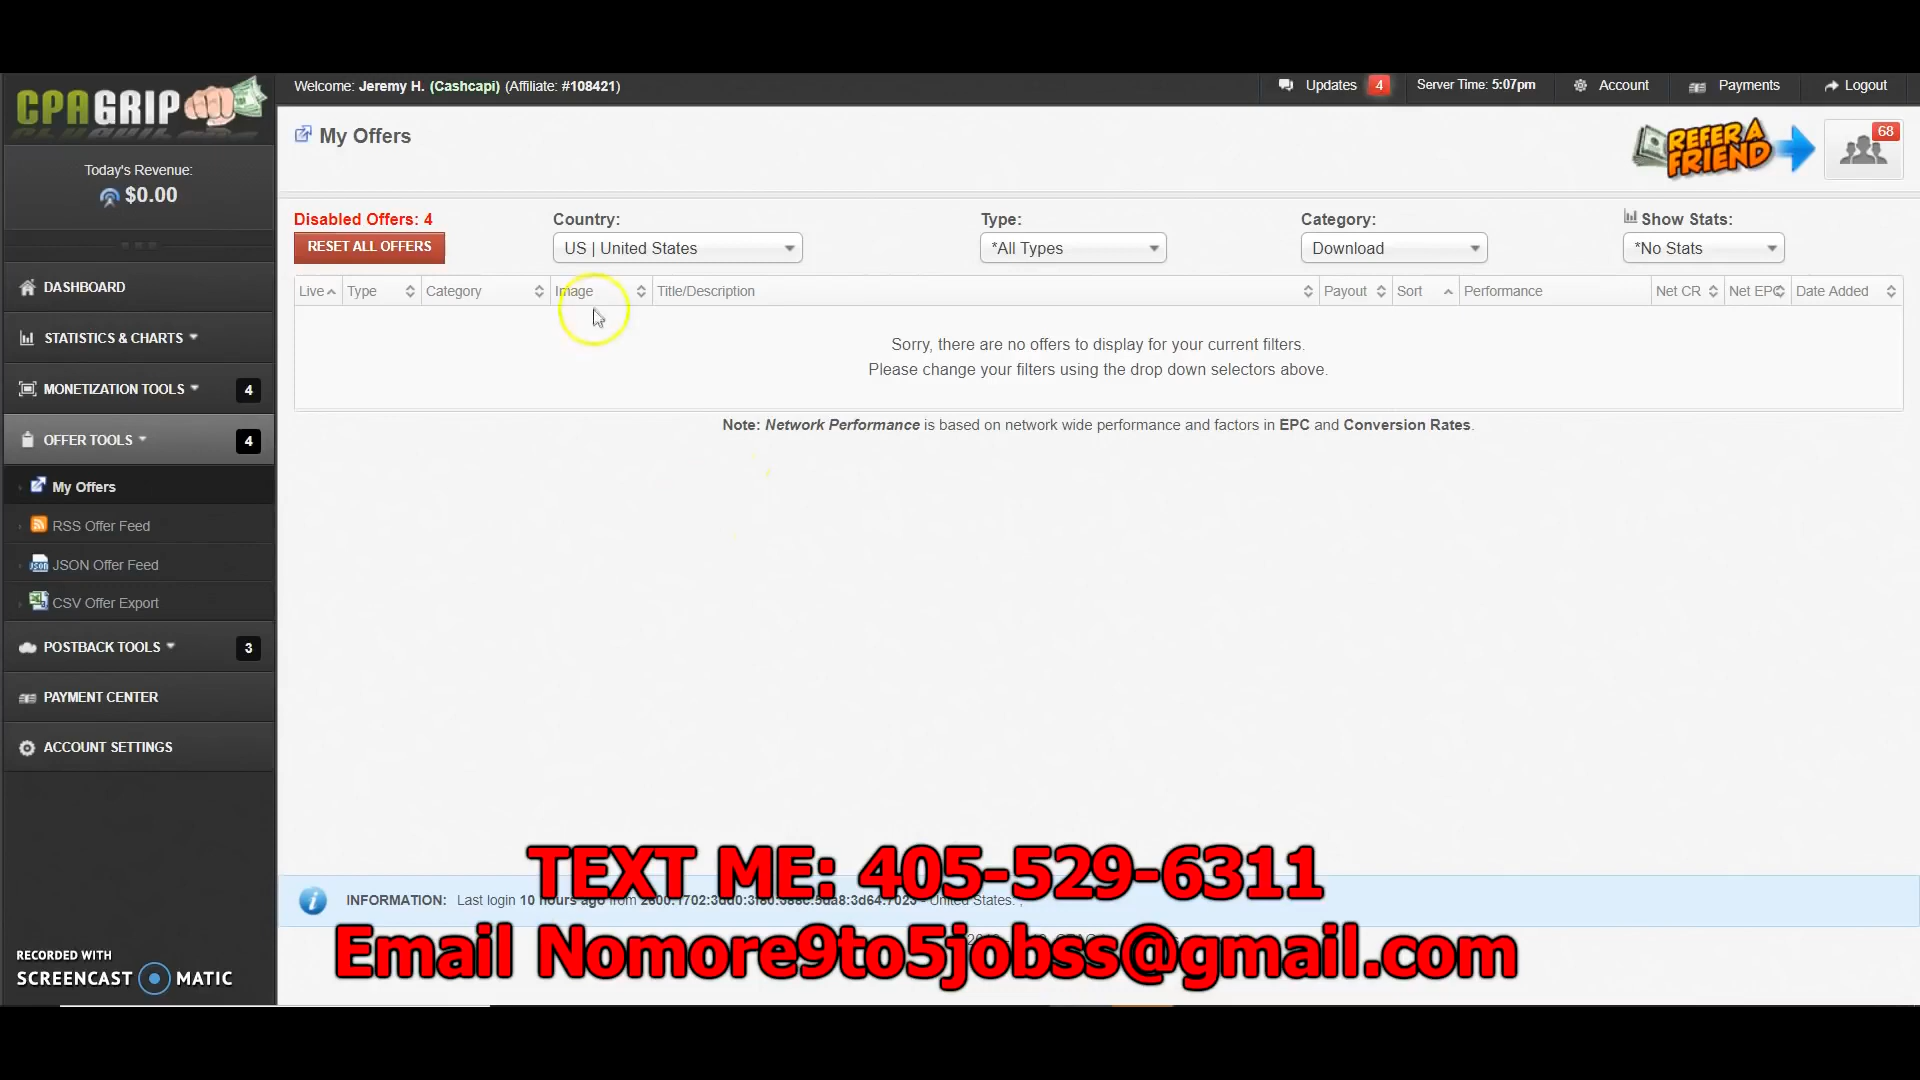 CPAGRIP
Welcome: Jeremy H. (Cashcapi) (Affiliate: #108421)
Updates 4
Server Time: 5:07pm
Account
Payments
Logout
My Offers
REFER A FRIEND
68
Today's Revenue:
$0.00
Disabled Offers: 4
RESET ALL OFFERS
Country:
US | United States
Type:
*All Types
Category:
Download
Show Stats:
*No Stats
Live Type Category Image Title/Description Payout Sort Performance Net CR Net EPC Date Added
Sorry, there are no offers to display for your current filters.
Please change your filters using the drop down selectors above.
Note: Network Performance is based on network wide performance and factors in EPC and Conversion Rates.
DASHBOARD
STATISTICS & CHARTS
MONETIZATION TOOLS 4
OFFER TOOLS 4
My Offers
RSS Offer Feed
JSON Offer Feed
CSV Offer Export
POSTBACK TOOLS 3
PAYMENT CENTER
ACCOUNT SETTINGS
TEXT ME: 405-529-6311
INFORMATION: Last login 10 hours ago from - United States.
Email Nomore9to5jobss@gmail.com
RECORDED WITH
SCREENCAST MATIC